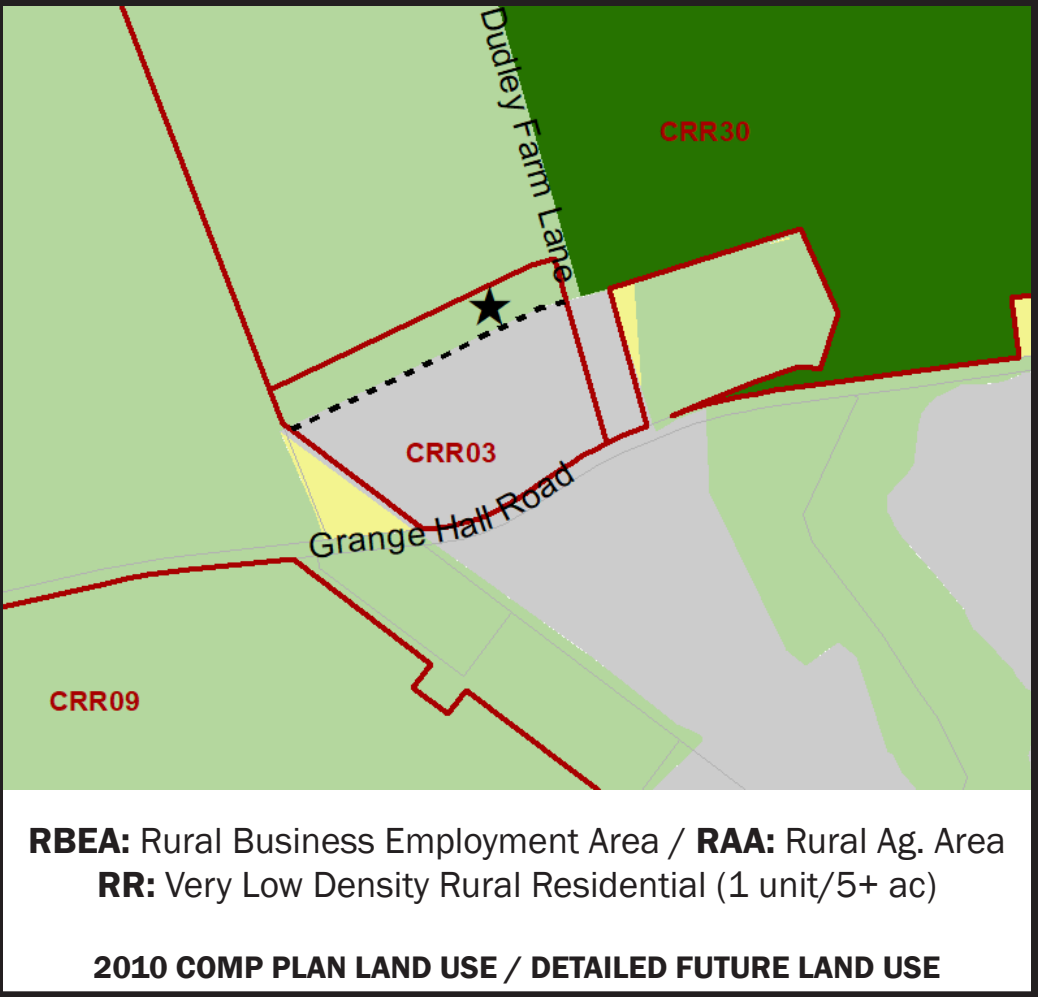 Dudley Farm Lane
CRR30
CRR03
Grange Hall Road
CRR09
RBEA: Rural Business Employment Area / RAA: Rural Ag. Area
RR: Very Low Density Rural Residential (1 unit/5+ ac)
2010 COMP PLAN LAND USE / DETAILED FUTURE LAND USE